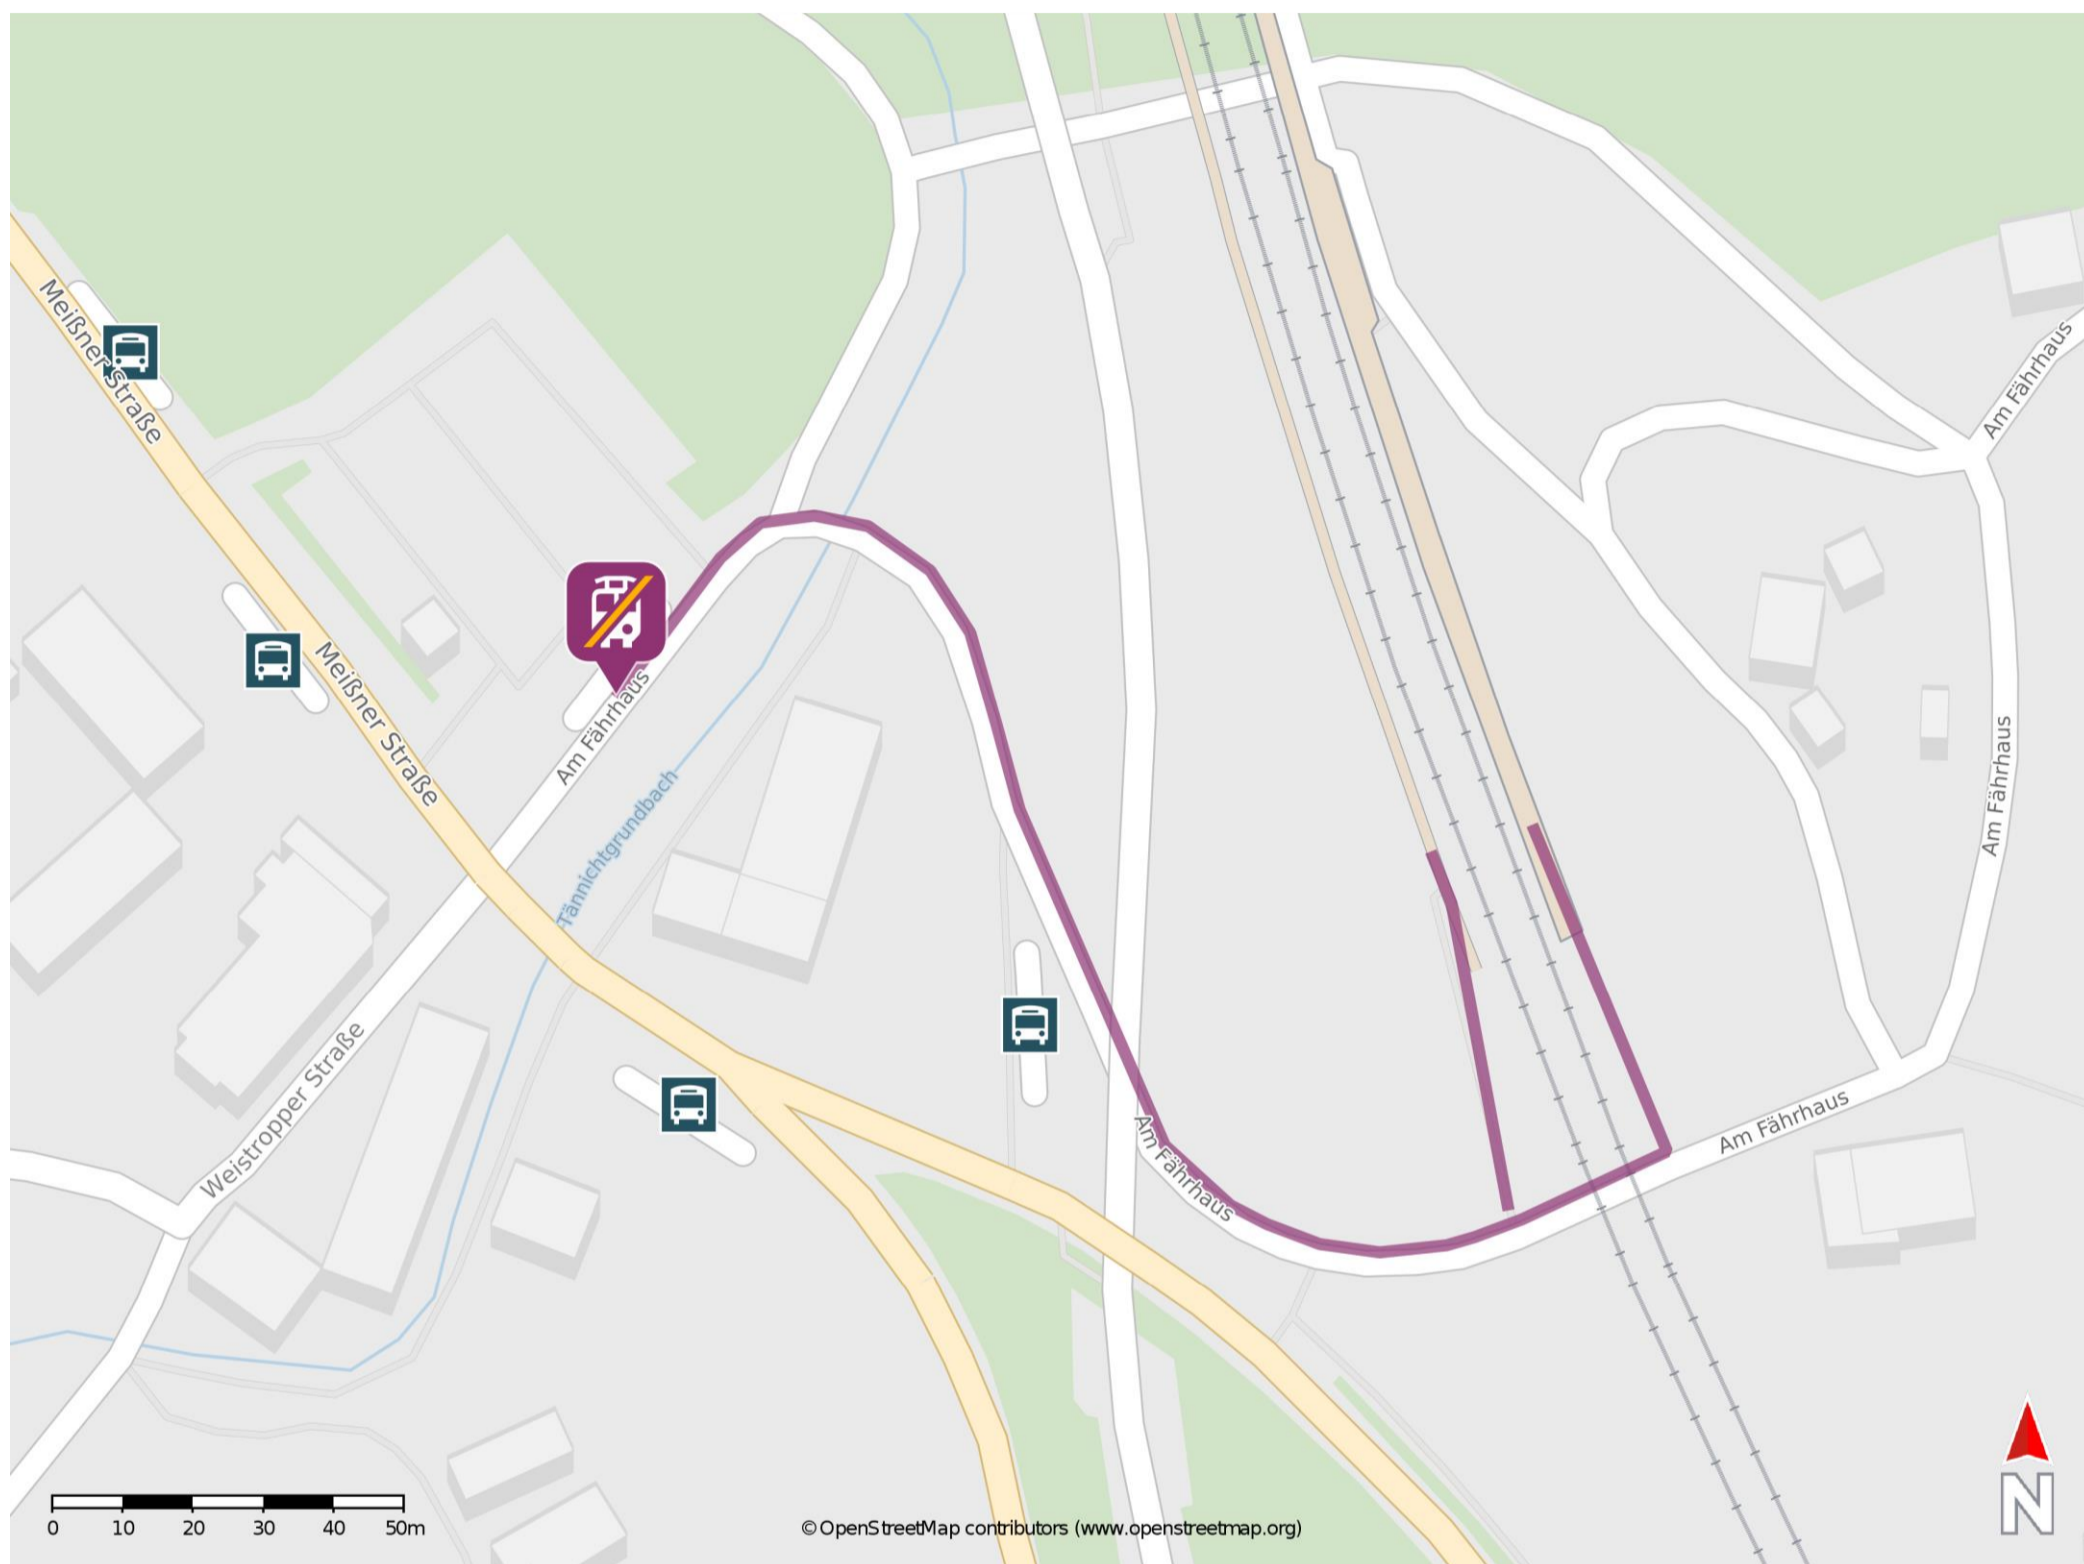 Meißner Straße
Am Fährhaus
Meißner Straße
Am Fährhaus
Am Fährhaus
Tännichtgrundbach
Weistropper Straße
Am Fährhaus
Am Fährhaus
0 10 20 30 40 50m
© OpenStreetMap contributors (www.openstreetmap.org)
N